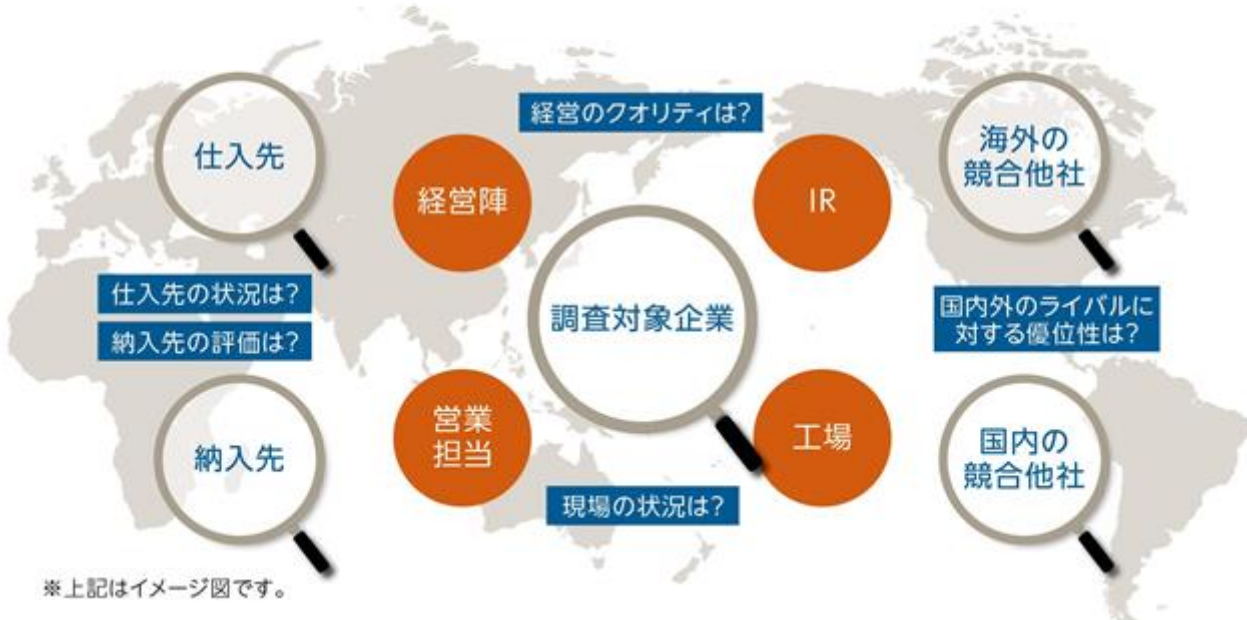 経営のクオリティは?
仕入先
経営陣
IR
海外の
競合他社
仕入先の状況は?
納入先の評価は?
調査対象企業
国内外のライバルに
対する優位性は?
納入先
営業
担当
工場
国内の
競合他社
現場の状況は?
※上記はイメージ図です。